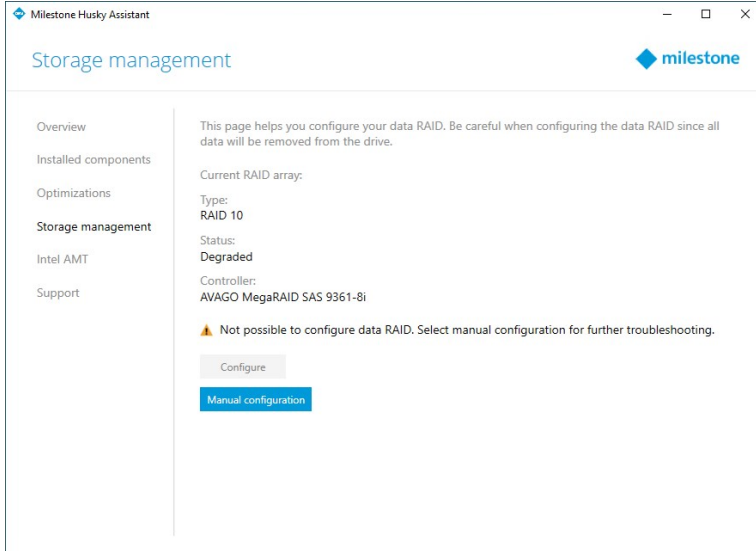 Milestone Husky Assistant
Storage management
milestone
Overview
Installed components
Optimizations
Storage management
Intel AMT
Support
This page helps you configure your data RAID. Be careful when configuring the data RAID since all
data will be removed from the drive.
Current RAID array:
Type:
RAID 10
Status:
Degraded
Controller:
AVAGO MegaRAID SAS 9361-8i
Not possible to configure data RAID. Select manual configuration for further troubleshooting.
Configure
Manual configuration